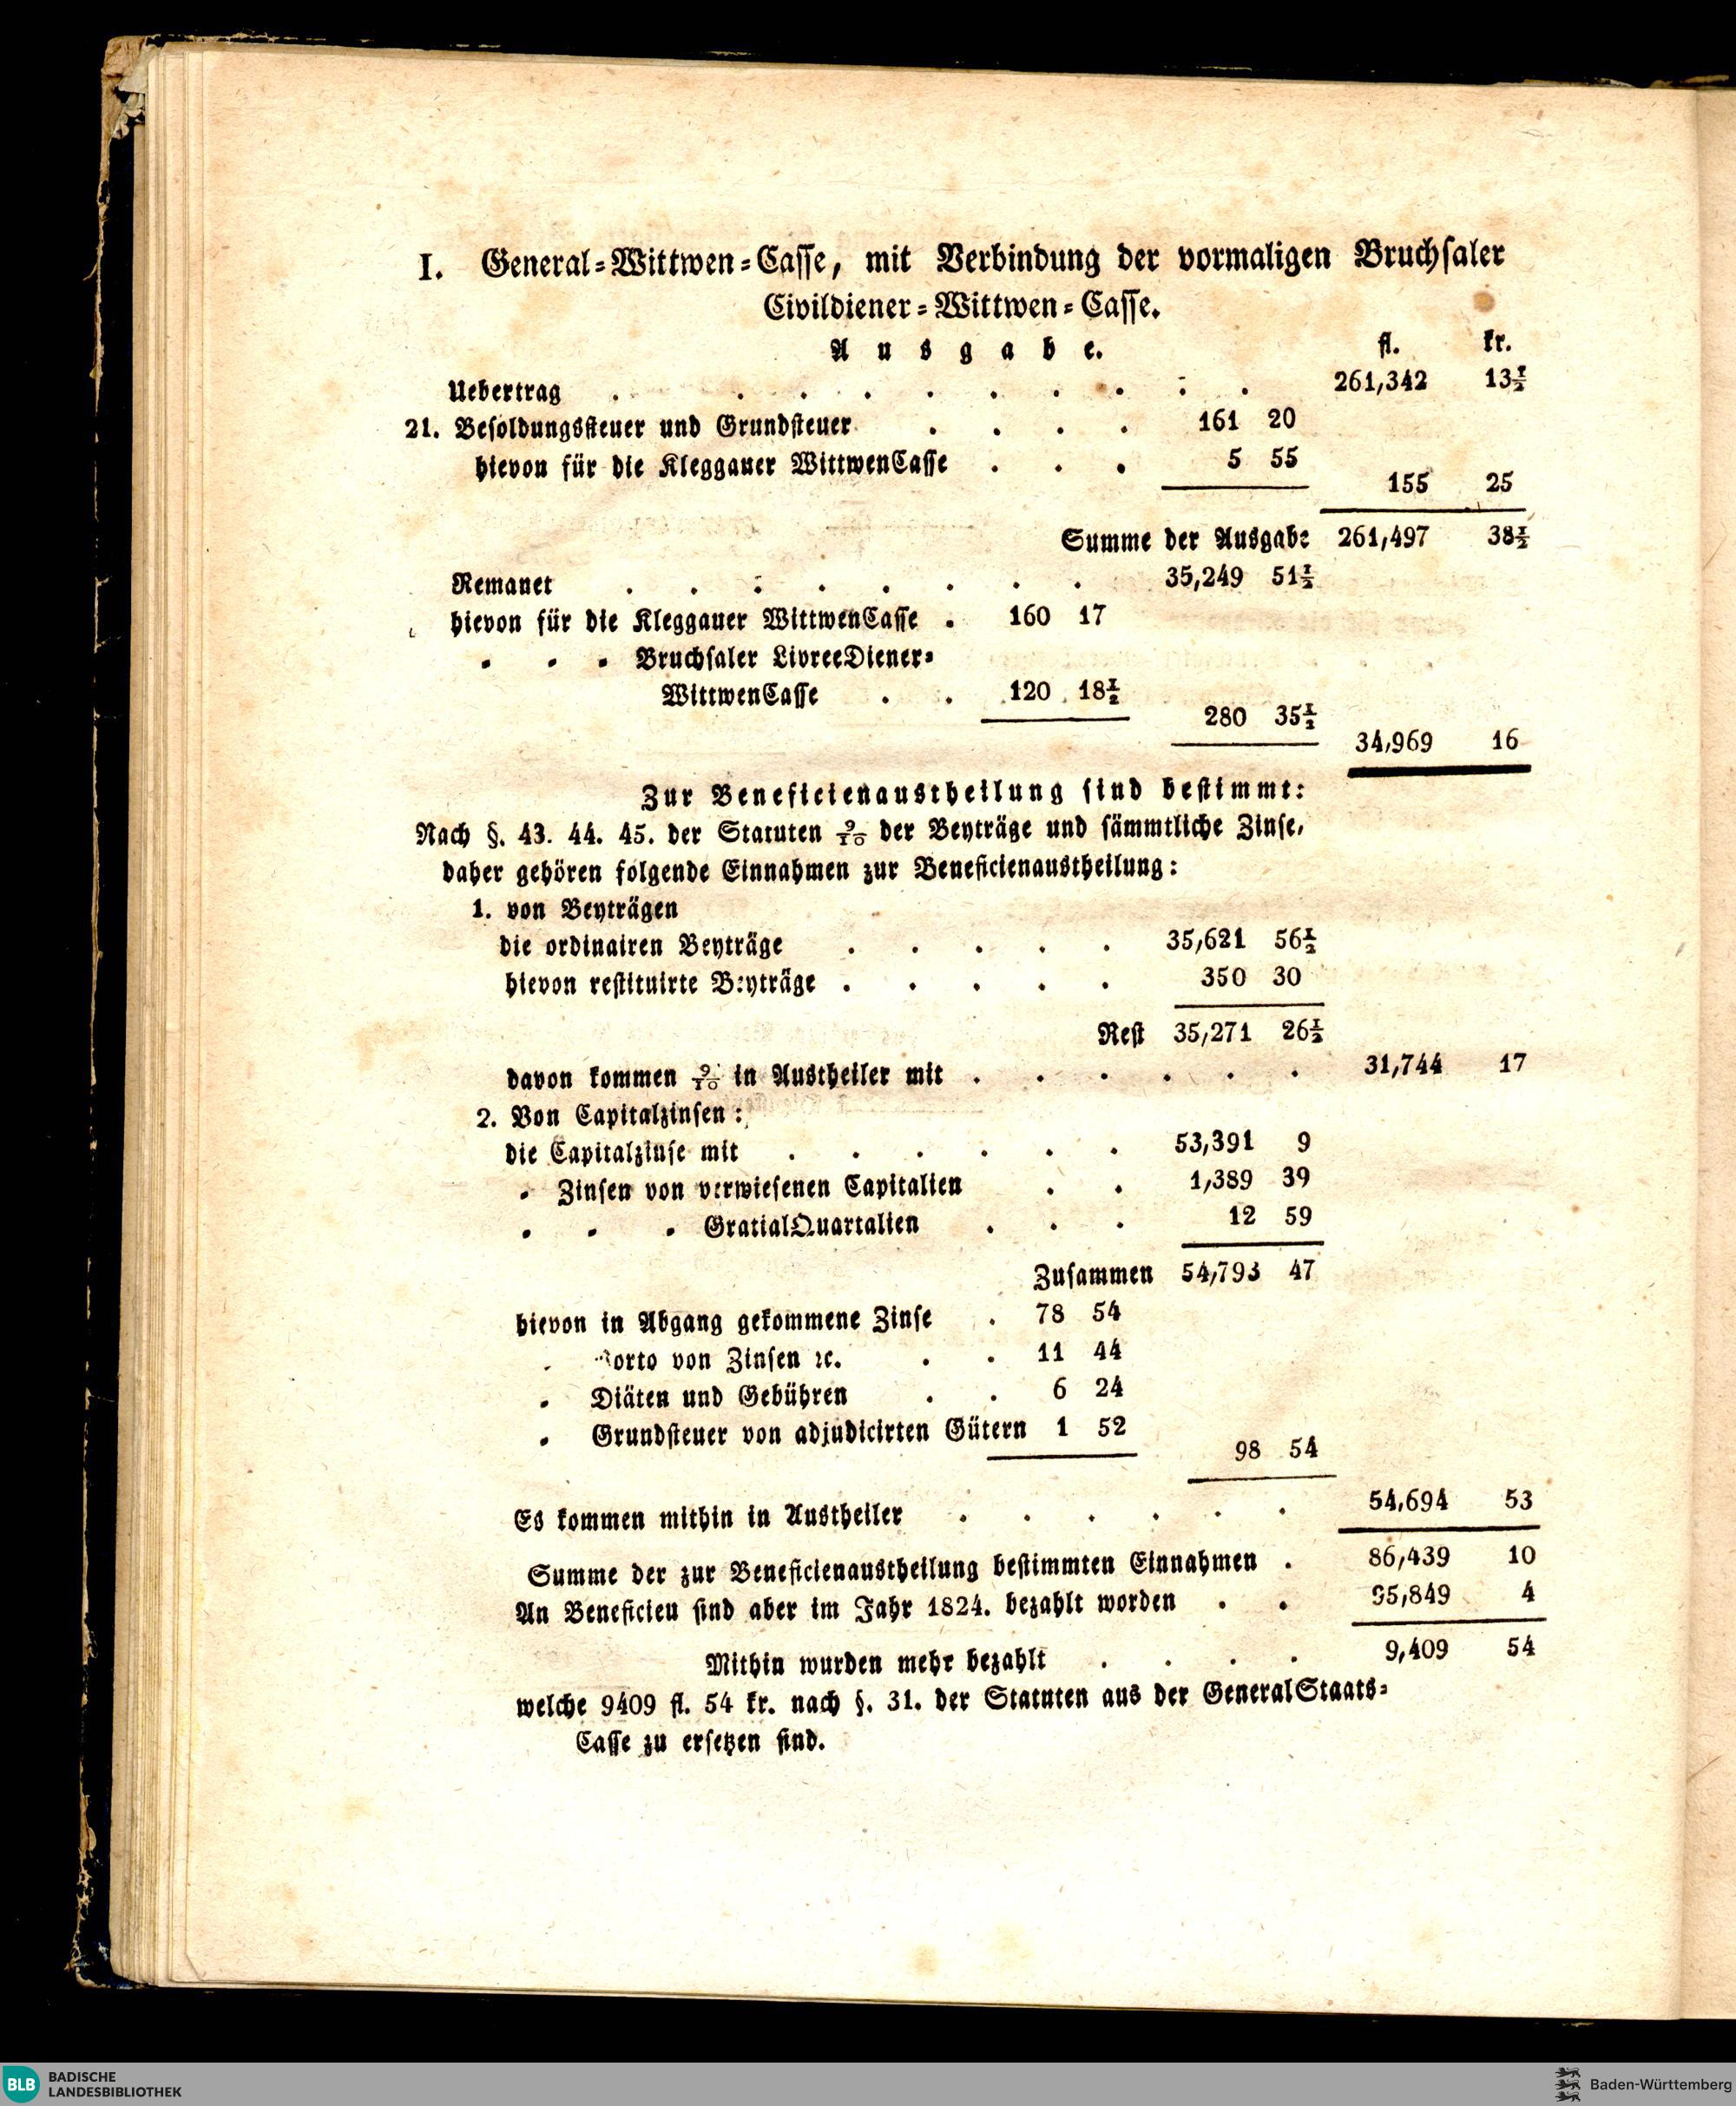 I. General-Wittwen-Casse, mit Verbindung der vormaligen Bruchsaler
Civildiener-Wittwen-Casse.
Ausgabe. fl. kr.
Uebertrag . . . . . . . . . . 261,342 13½
21. Besoldungssteuer und Grundsteuer . . . . 161 20
hievon für die Kleggauer WittwenCasse . . . 5 55
155 25
Summe der Ausgabe 261,497 38½
Remanet . . . . . . . . 35,249 51½
hievon für die Kleggauer WittwenCasse . 160 17
" " " Bruchsaler LivreeDiener-
WittwenCasse . . 120 18½
280 35½
34,969 16
Zur Beneficienaustheilung sind bestimmt:
Nach §. 43. 44. 45. der Statuten 9/10 der Beyträge und sämmtliche Zinse,
daher gehören folgende Einnahmen zur Beneficienaustheilung:
1. von Beyträgen
die ordinairen Beyträge . . . . . 35,621 56½
hievon restituirte Beyträge . . . . . 350 30
Rest 35,271 26½
davon kommen 9/10 in Austheiler mit . . . . . . 31,744 17
2. Von Capitalzinsen:
die Capitalzinse mit . . . . . . 53,391 9
" Zinsen von verwiesenen Capitalien . . 1,389 39
" " " GratialQuartalien . . . 12 59
Zusammen 54,793 47
hievon in Abgang gekommene Zinse . 78 54
" Porto von Zinsen ꝛc. . . 11 44
" Diäten und Gebühren . . 6 24
" Grundsteuer von adjudicirten Gütern 1 52
98 54
Es kommen mithin in Austheiler . . . . . . 54,694 53
Summe der zur Beneficienaustheilung bestimmten Einnahmen . 86,439 10
An Beneficien sind aber im Jahr 1824. bezahlt worden . . 95,849 4
Mithin wurden mehr bezahlt . . . . 9,409 54
welche 9409 fl. 54 kr. nach §. 31. der Statuten aus der GeneralStaats-
Casse zu ersetzen sind.
BLB BADISCHE
LANDESBIBLIOTHEK
Baden-Württemberg